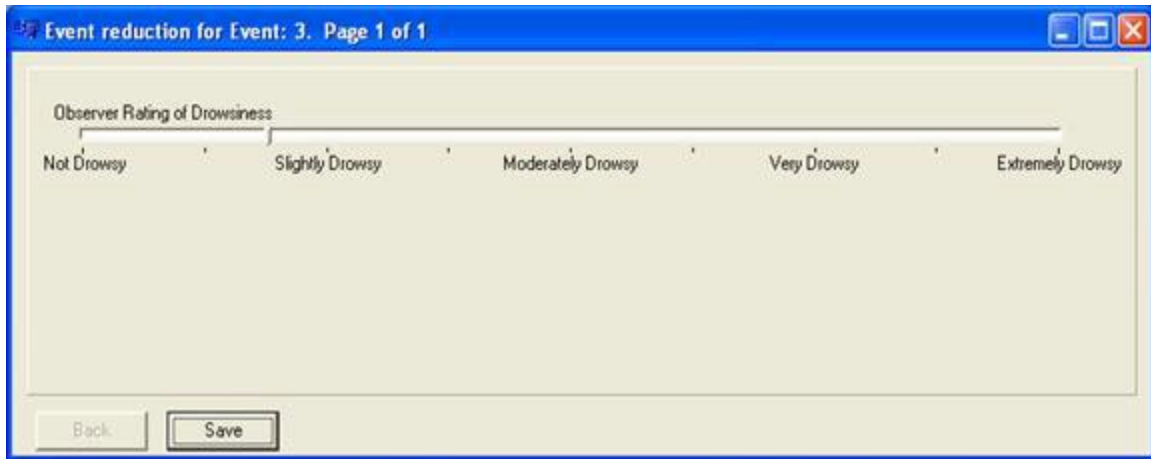 Event reduction for Event: 3. Page 1 of 1
Observer Rating of Drowsiness
Not Drowsy Slightly Drowsy Moderately Drowsy Very Drowsy Extremely Drowsy
Back Save